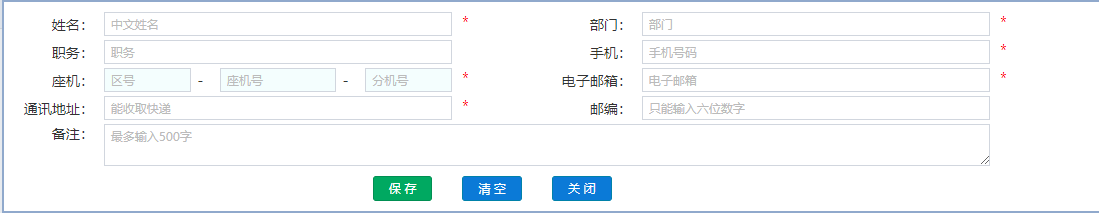 姓名： 中文姓名 * 部门： 部门 *
职务： 职务 手机： 手机号码 *
座机： 区号 - 座机号 - 分机号 * 电子邮箱： 电子邮箱 *
通讯地址： 能收取快递 * 邮编： 只能输入六位数字
备注： 最多输入500字
保存 清空 关闭